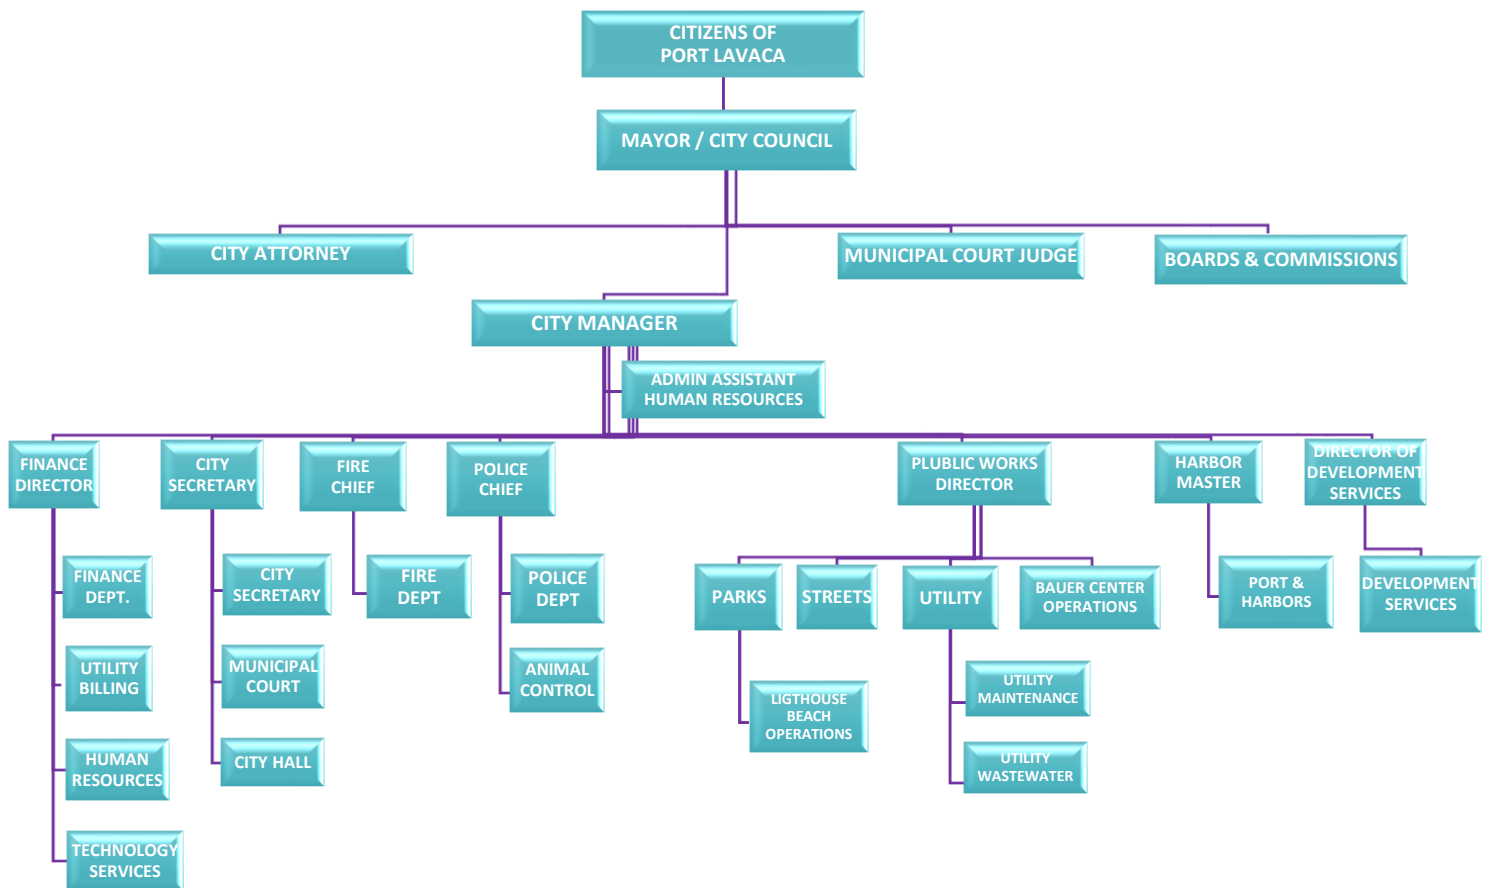 CITIZENS OF
PORT LAVACA
MAYOR / CITY COUNCIL
CITY ATTORNEY
MUNICIPAL COURT JUDGE
BOARDS & COMMISSIONS
CITY MANAGER
ADMIN ASSISTANT
HUMAN RESOURCES
FINANCE
DIRECTOR
CITY
SECRETARY
FIRE
CHIEF
POLICE
CHIEF
PLUBLIC WORKS
DIRECTOR
HARBOR
MASTER
DIRECTOR OF
DEVELOPMENT
SERVICES
FINANCE
DEPT.
CITY
SECRETARY
FIRE
DEPT
POLICE
DEPT
PARKS
STREETS
UTILITY
BAUER CENTER
OPERATIONS
PORT &
HARBORS
DEVELOPMENT
SERVICES
UTILITY
BILLING
MUNICIPAL
COURT
ANIMAL
CONTROL
LIGTHOUSE
BEACH
OPERATIONS
UTILITY
MAINTENANCE
HUMAN
RESOURCES
CITY HALL
UTILITY
WASTEWATER
TECHNOLOGY
SERVICES